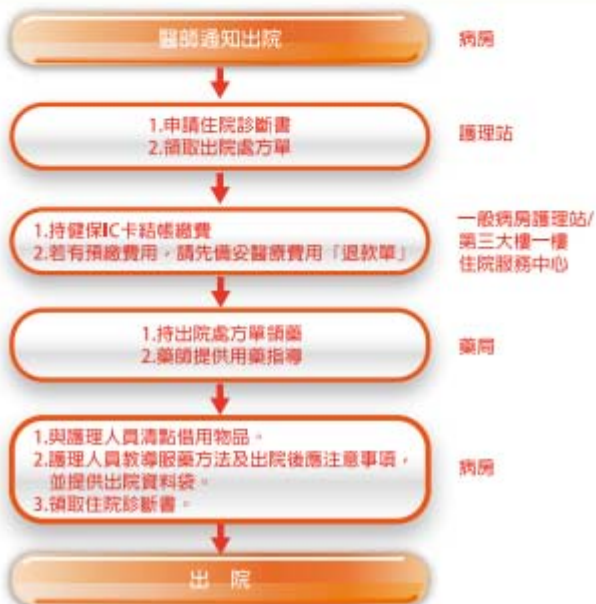 醫師通知出院
病房
1.申請住院診斷書
2.領取出院處方單
護理站
1.持健保IC卡結帳繳費
2.若有預繳費用，請先備妥醫療費用「退款單」
一般病房護理站/
第三大樓一樓
住院服務中心
1.持出院處方單領藥
2.藥師提供用藥指導
藥局
1.與護理人員清點借用物品。
2.護理人員教導服藥方法及出院後應注意事項，
並提供出院資料袋。
3.領取住院診斷書。
病房
出 院